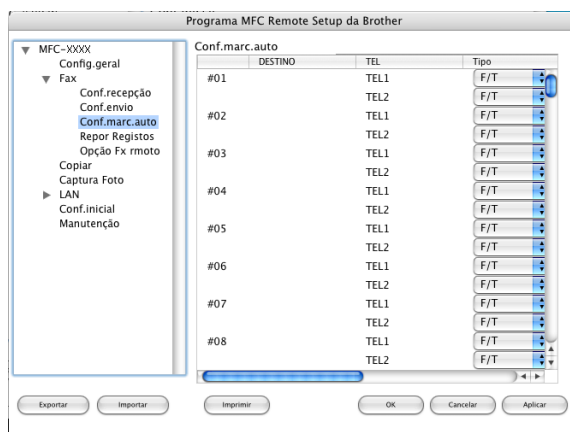 Programa MFC Remote Setup da Brother
MFC-XXXX
Config.geral
Fax
Conf.recepção
Conf.envio
Conf.marc.auto
Repor Registos
Opção Fx rmoto
Copiar
Captura Foto
LAN
Conf.inicial
Manutenção
Conf.marc.auto
DESTINO TEL Tipo
#01 TEL1 F/T
TEL2 F/T
#02 TEL1 F/T
TEL2 F/T
#03 TEL1 F/T
TEL2 F/T
#04 TEL1 F/T
TEL2 F/T
#05 TEL1 F/T
TEL2 F/T
#06 TEL1 F/T
TEL2 F/T
#07 TEL1 F/T
TEL2 F/T
#08 TEL1 F/T
TEL2 F/T
Exportar Importar Imprimir OK Cancelar Aplicar